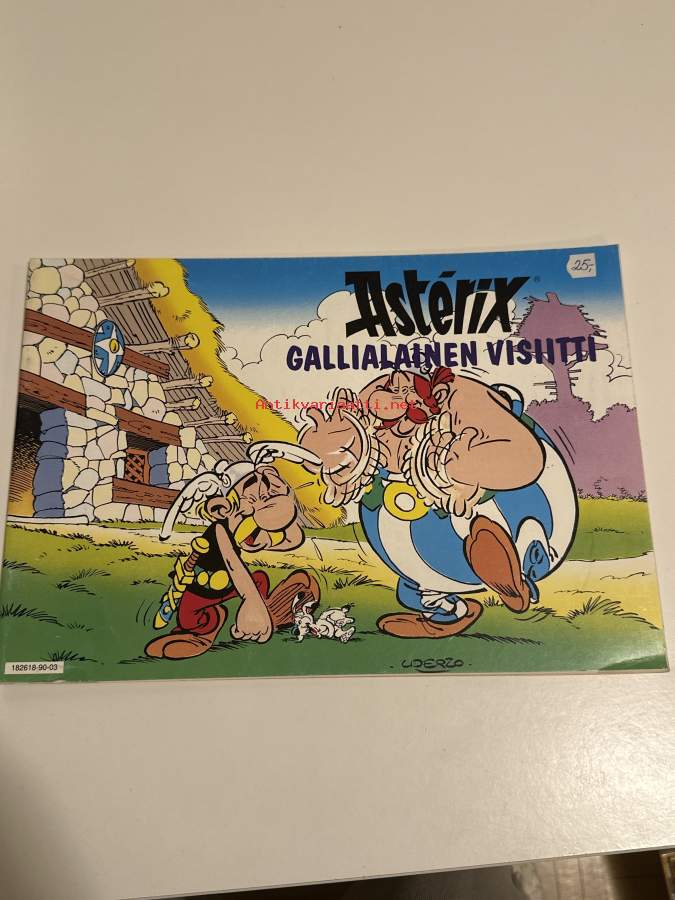 25,-
Astérix®
GALLIALAINEN VISIITTI
Antikvariaatti.net
182618-90-03
UDERZO